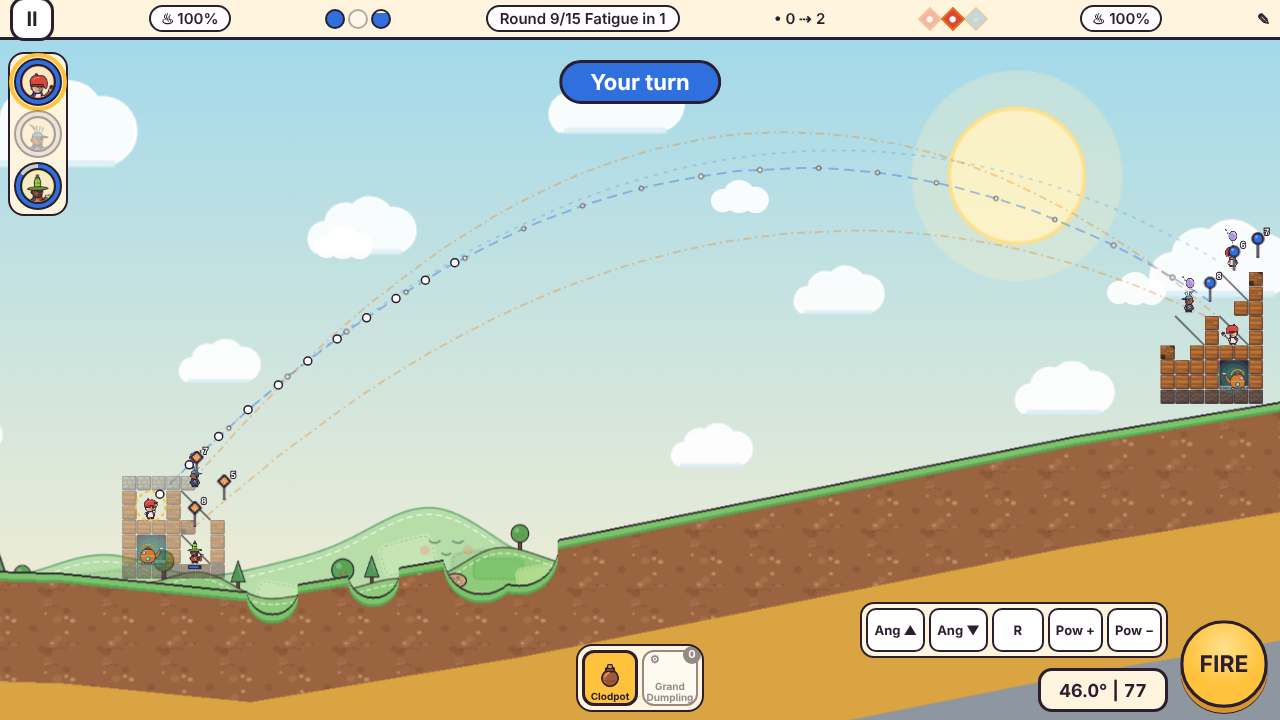 100%
Round 9/15 Fatigue in 1
• 0 ⇢ 2
100%
Your turn
7
6
8
7
5
8
Ang ▲
Ang ▼
R
Pow +
Pow −
0
Clodpot
Grand
Dumpling
46.0° | 77
FIRE